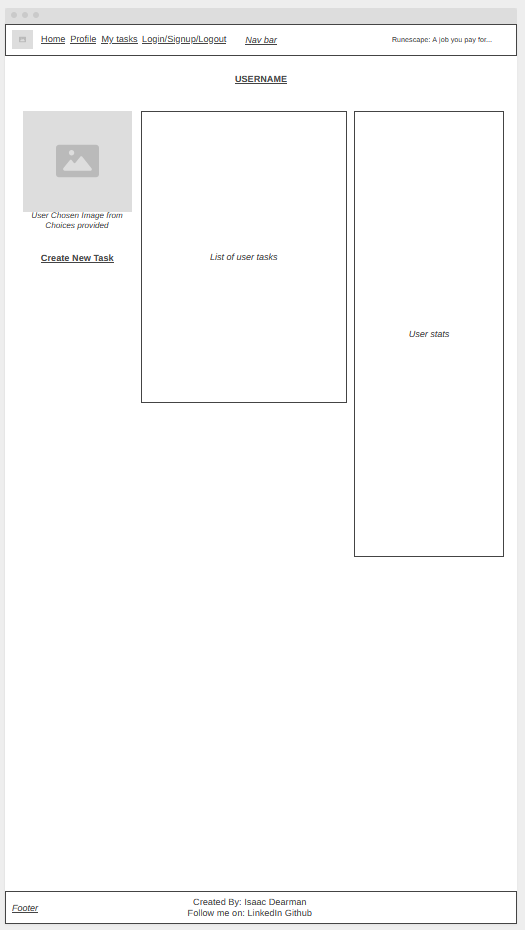 Home Profile My tasks Login/Signup/Logout Nav bar Runescape: A job you pay for...
USERNAME
User Chosen Image from
Choices provided
Create New Task
List of user tasks
User stats
Footer
Created By: Isaac Dearman
Follow me on: LinkedIn Github